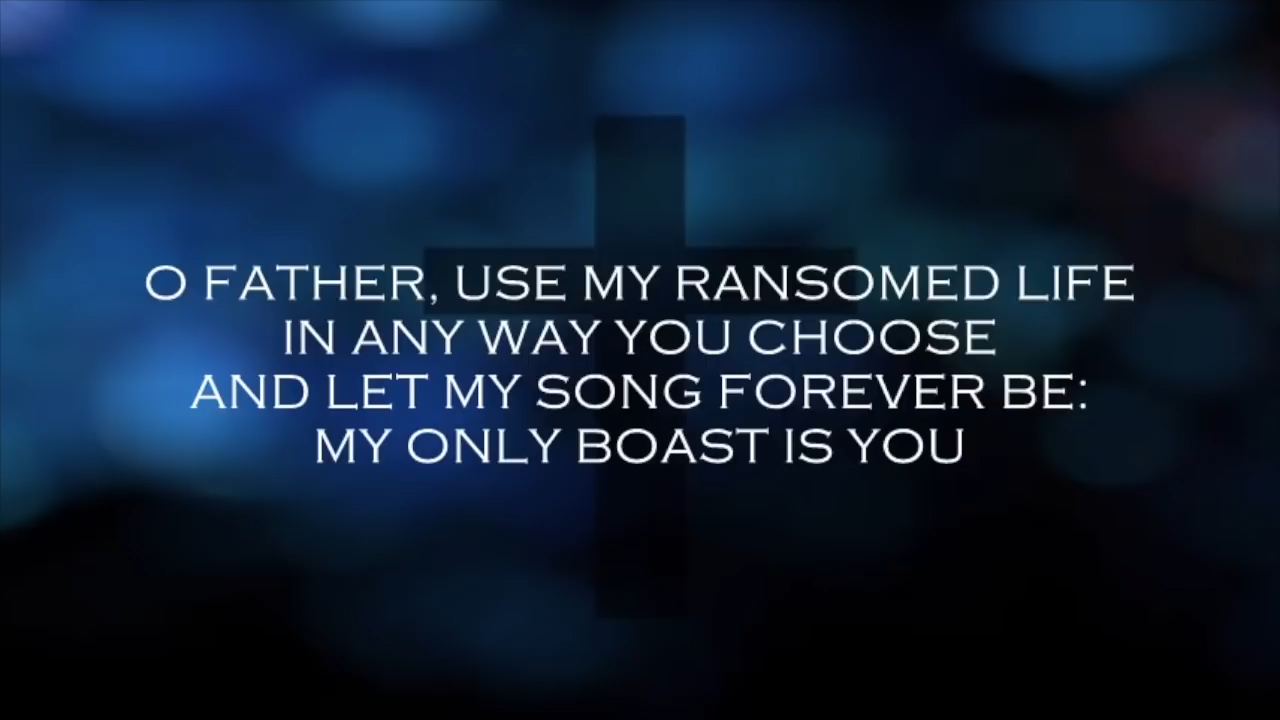 O FATHER, USE MY RANSOMED LIFE
IN ANY WAY YOU CHOOSE
AND LET MY SONG FOREVER BE:
MY ONLY BOAST IS YOU